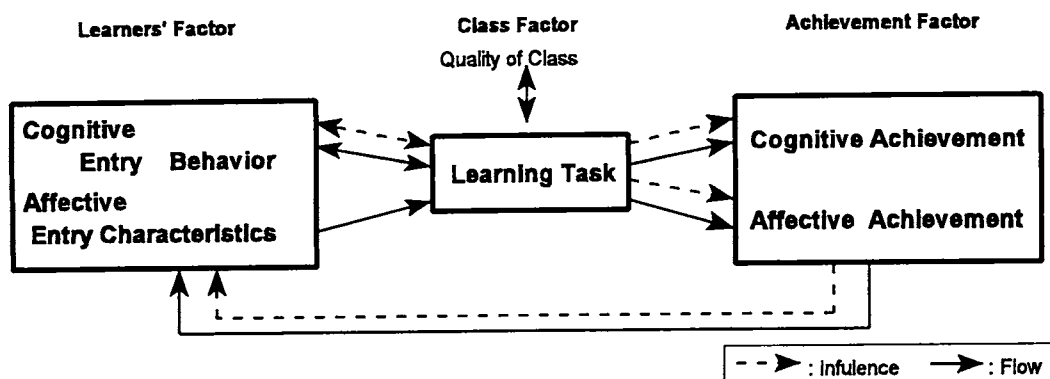 Learners' Factor
Class Factor
Quality of Class
Achievement Factor
Cognitive
Entry Behavior
Affective
Entry Characteristics
Learning Task
Cognitive Achievement
Affective Achievement
: Infulence
: Flow